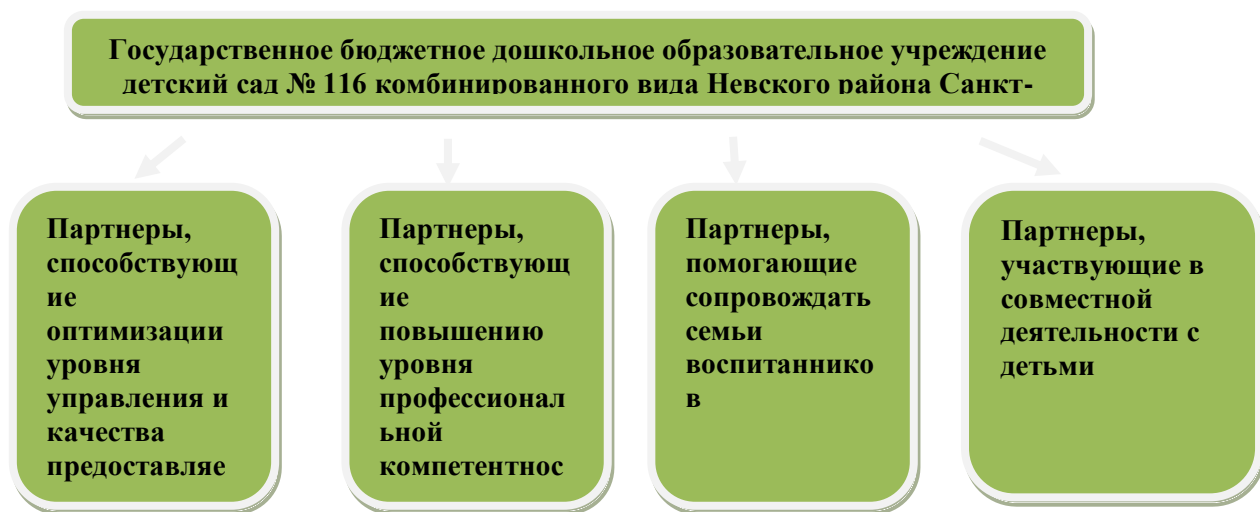 Государственное бюджетное дошкольное образовательное учреждение
детский сад № 116 комбинированного вида Невского района Санкт-
Партнеры,
способствующ
ие
оптимизации
уровня
управления и
качества
предоставляе
Партнеры,
способствующ
ие
повышению
уровня
профессионал
ьной
компетентнос
Партнеры,
помогающие
сопровождать
семьи
воспитаннико
в
Партнеры,
участвующие в
совместной
деятельности с
детьми